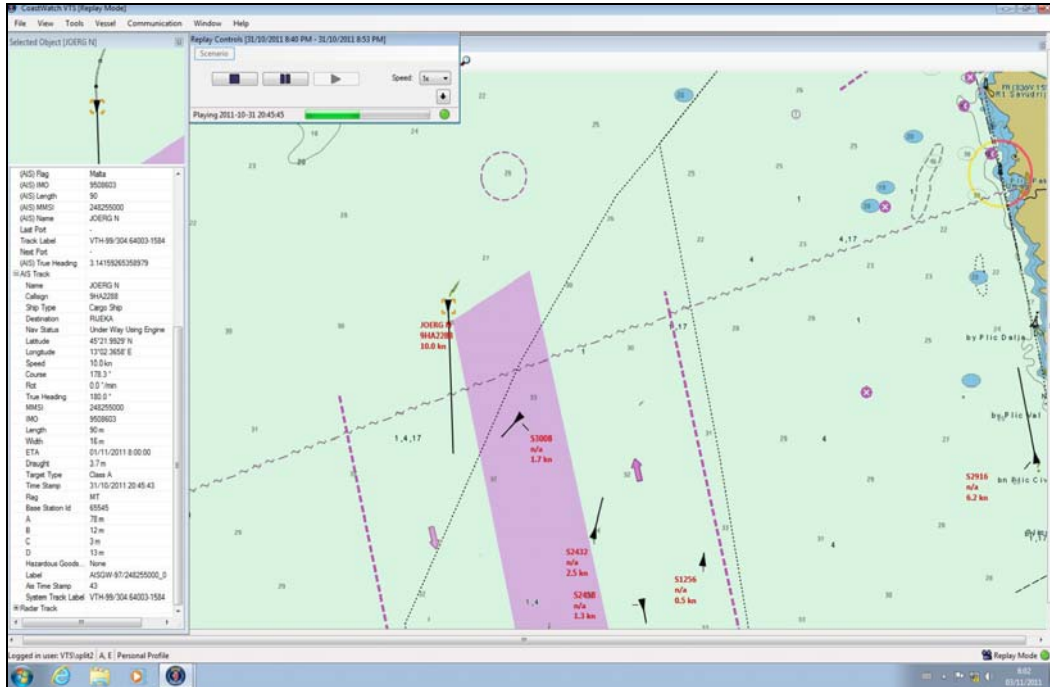 CoastWatch VTS [Replay Mode]
File View Tools Vessel Communication Window Help
Selected Object [JOERG N]
Replay Controls [31/10/2011 8:40 PM - 31/10/2011 8:53 PM]
Scenario
Speed: 1x
Playing 2011-10-31 20:45:45
(AIS) Flag Malta
(AIS) IMO 9508603
(AIS) Length 90
(AIS) MMSI 248255000
(AIS) Name JOERG N
Last Port -
Track Label VTH-99/304.64003-1584
Next Port -
(AIS) True Heading 3.14159265358979
AIS Track
Name JOERG N
Callsign 9HA2288
Ship Type Cargo Ship
Destination RIJEKA
Nav Status Under Way Using Engine
Latitude 45°21.9929' N
Longitude 13°02.3658' E
Speed 10.0 kn
Course 178.3 °
Rot 0.0 °/min
True Heading 180.0 °
MMSI 248255000
IMO 9508603
Length 90 m
Width 16 m
ETA 01/11/2011 8:00:00
Draught 3.7 m
Target Type Class A
Time Stamp 31/10/2011 20:45:43
Flag MT
Base Station Id 65545
A 78 m
B 12 m
C 3 m
D 13 m
Hazardous Goods... None
Label AISGW-97/248255000_0
Ais Time Stamp 43
System Track Label VTH-99/304.64003-1584
Radar Track
JOERG N
9HA2288
10.0 kn
S3008
n/a
1.7 kn
S2432
n/a
2.5 kn
S2498
n/a
1.3 kn
S1256
n/a
0.5 kn
S2916
n/a
6.2 kn
by Plic Dalja
by Plic Val
bn Plic Civ
1,4,17
4,17
1,4
Logged in user: VTS\split2 A, E Personal Profile
Replay Mode
8:02
03/11/2011